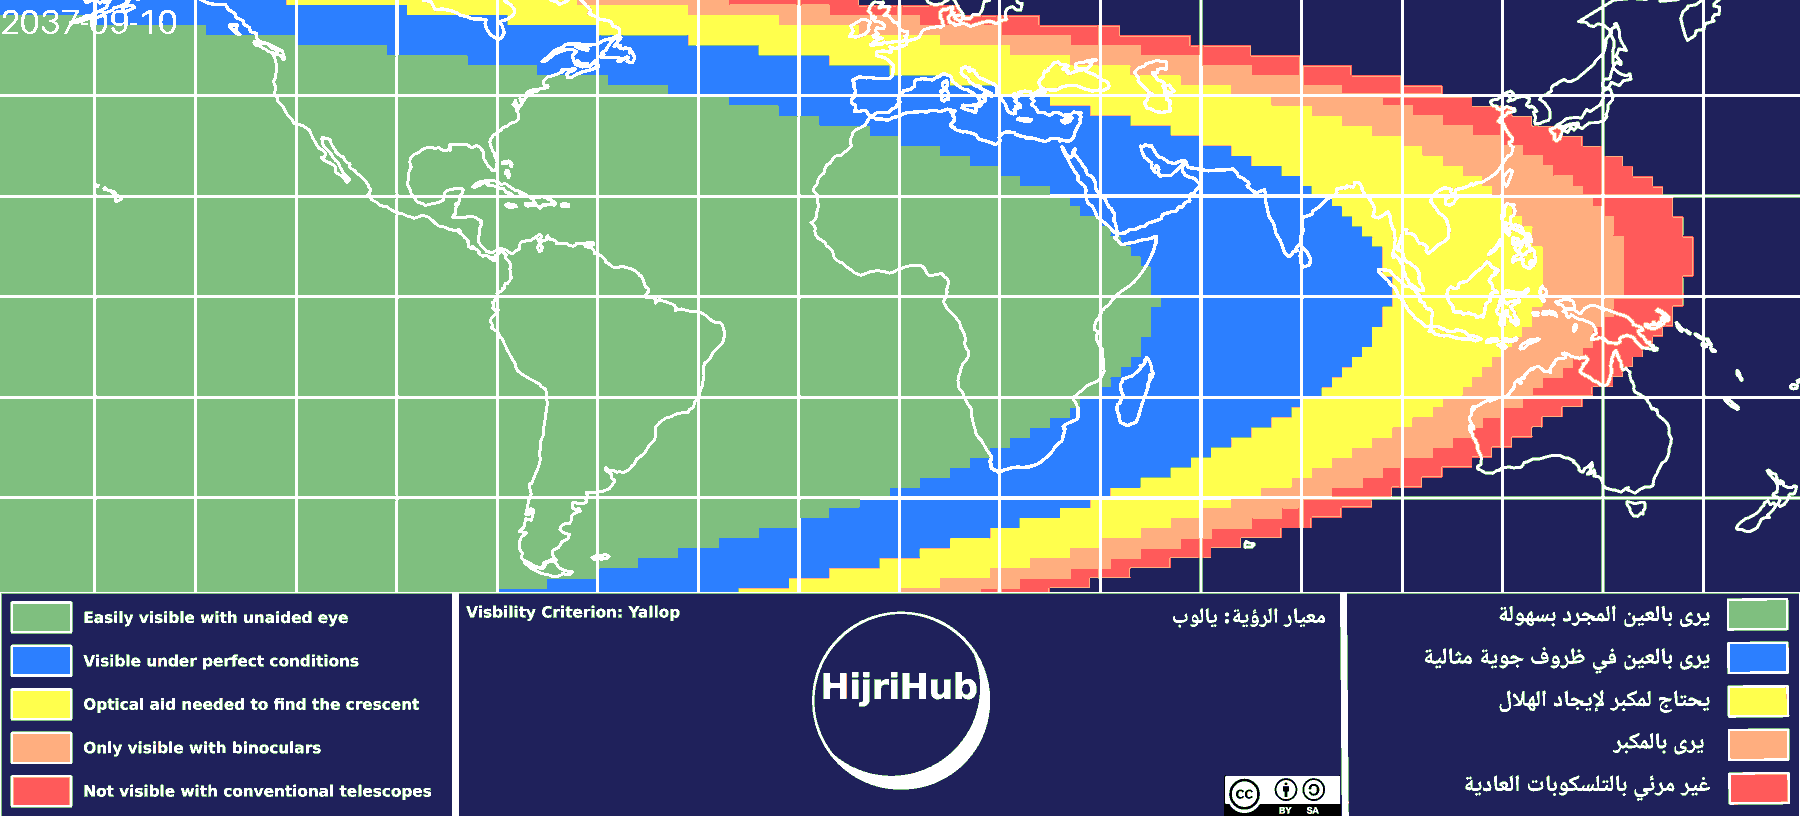 2037-09-10
Easily visible with unaided eye
Visible under perfect conditions
Optical aid needed to find the crescent
Only visible with binoculars
Not visible with conventional telescopes
Visbility Criterion: Yallop
معيار الرؤية: يالوب
HijriHub
cc
BY SA
يرى بالعين المجرد بسهولة
يرى بالعين في ظروف جوية مثالية
يحتاج لمكبر لإيجاد الهلال
يرى بالمكبر
غير مرئي بالتلسكوبات العادية